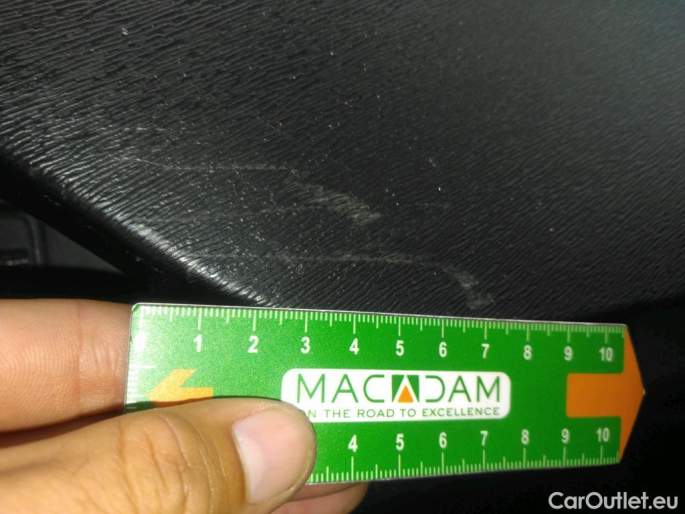 1 2 3 4 5 6 7 8 9 10
MACADAM
ON THE ROAD TO EXCELLENCE
4 5 6 7 8 9 10
CarOutlet.eu